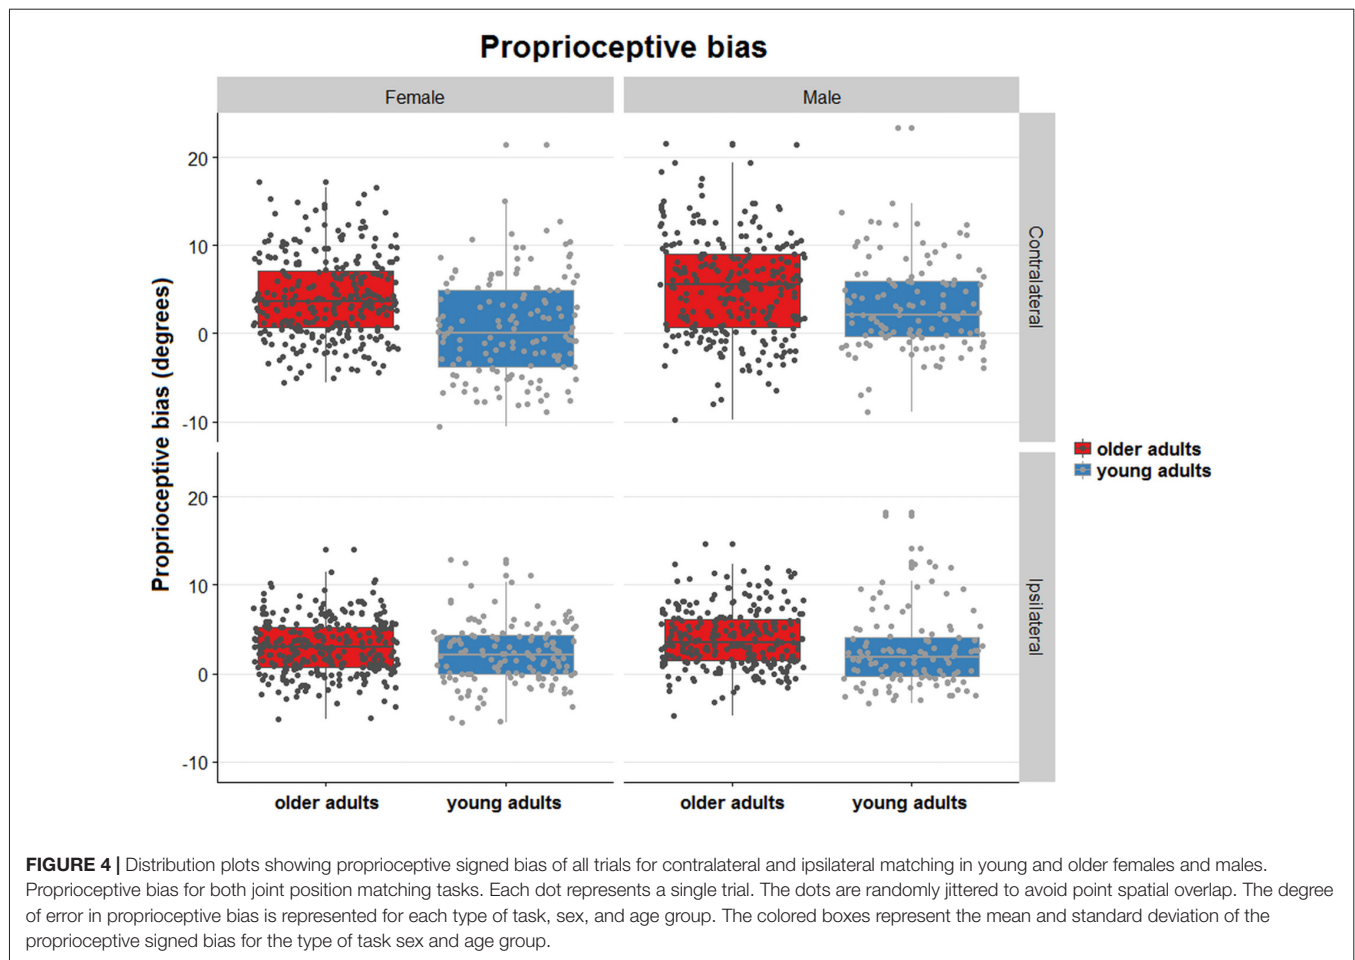 Proprioceptive bias
Female
Male
Proprioceptive bias (degrees)
20
10
0
-10
Contralateral
20
10
0
-10
Ipsilateral
older adults
young adults
older adults
young adults
older adults
young adults
FIGURE 4 | Distribution plots showing proprioceptive signed bias of all trials for contralateral and ipsilateral matching in young and older females and males.
Proprioceptive bias for both joint position matching tasks. Each dot represents a single trial. The dots are randomly jittered to avoid point spatial overlap. The degree
of error in proprioceptive bias is represented for each type of task, sex, and age group. The colored boxes represent the mean and standard deviation of the
proprioceptive signed bias for the type of task sex and age group.